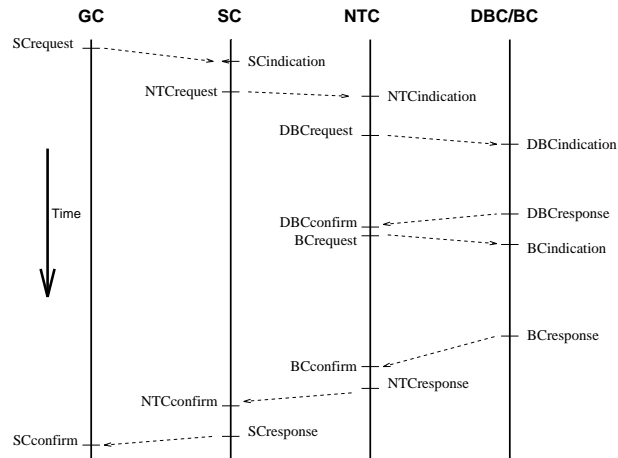 GC SC NTC DBC/BC
SCrequest
SCindication
NTCrequest
NTCindication
DBCrequest
DBCindication
Time
DBCresponse
DBCconfirm
BCrequest
BCindication
BCresponse
BCconfirm
NTCresponse
NTCconfirm
SCresponse
SCconfirm